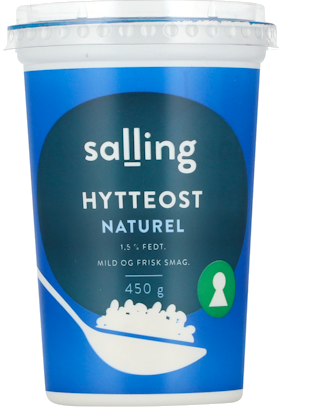 salling
HYTTEOST
NATUREL
1,5 % FEDT.
MILD OG FRISK SMAG.
450 g